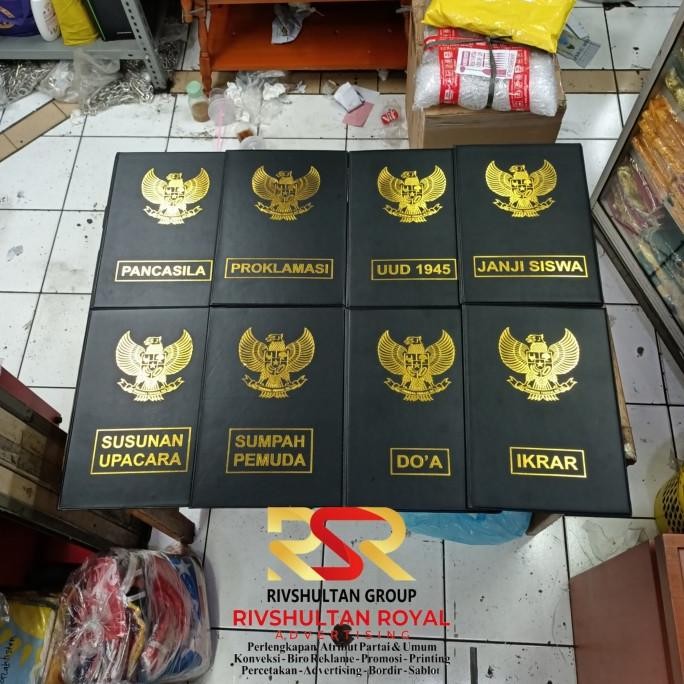 PANCASILA
PROKLAMASI
UUD 1945
JANJI SISWA
SUSUNAN
UPACARA
SUMPAH
PEMUDA
DO'A
IKRAR
RSR
RIVSHULTAN GROUP
RIVSHULTAN ROYAL
ADVERTISING
Perlengkapan Atribut Partai & Umum
Konveksi - Biro Reklame - Promosi - Printing
Percetakan - Advertising - Bordir - Sablot